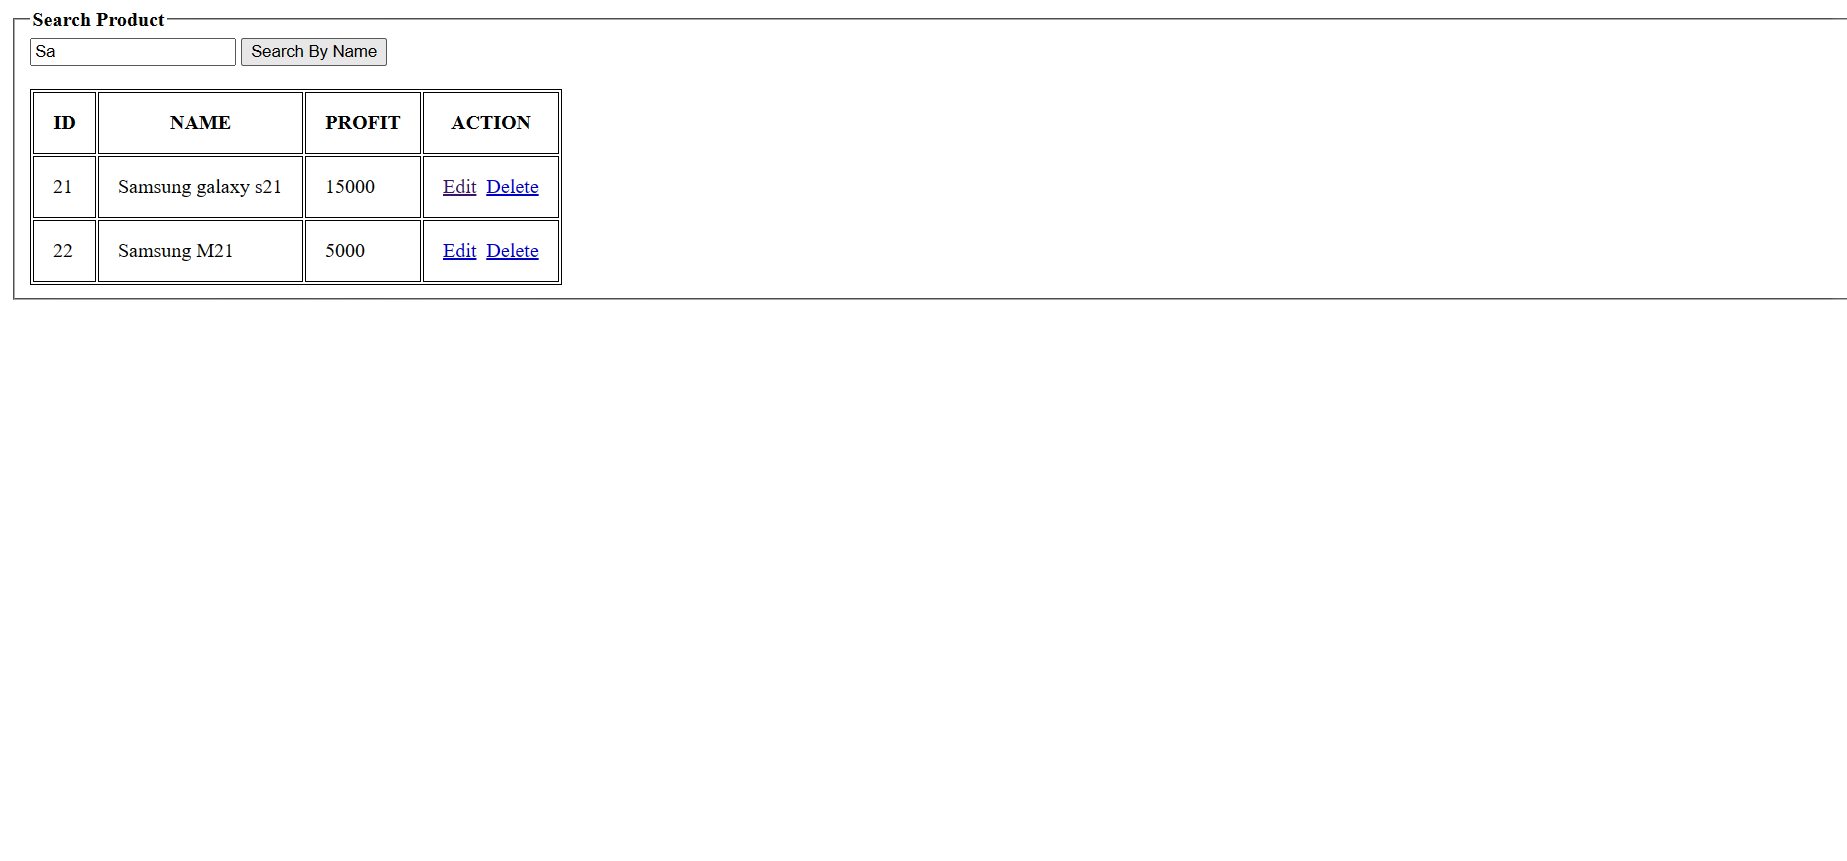 Search Product
Sa Search By Name
ID NAME PROFIT ACTION
21 Samsung galaxy s21 15000 Edit Delete
22 Samsung M21 5000 Edit Delete